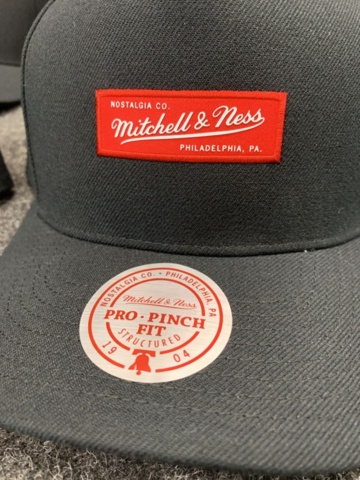 NOSTALGIA CO.
Mitchell & Ness
PHILADELPHIA, PA.
NOSTALGIA CO. • PHILADELPHIA, PA
Mitchell & Ness
PRO • PINCH
FIT
STRUCTURED
19 04